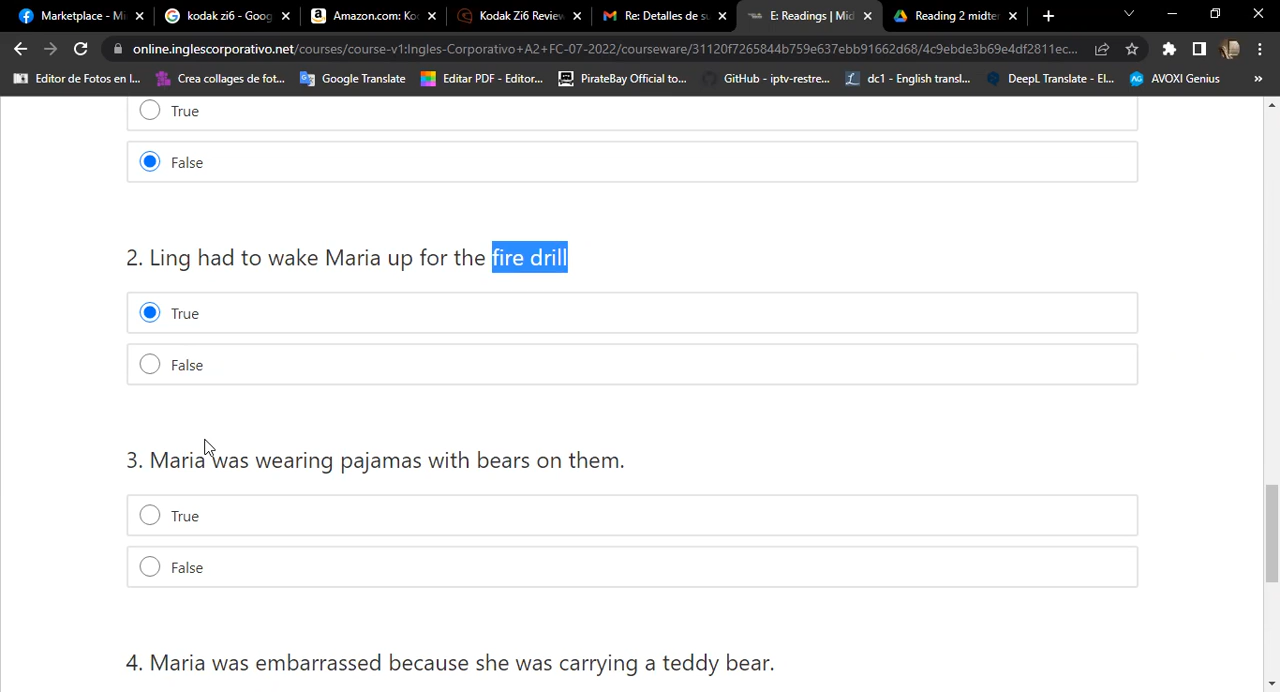 Marketplace - Mi
kodak zi6 - Goog
Amazon.com: Ko
Kodak Zi6 Review
Re: Detalles de su
E: Readings | Mid
Reading 2 midter
online.inglescorporativo.net/courses/course-v1:Ingles-Corporativo+A2+FC-07-2022/courseware/31120f7265844b759e637ebb91662d68/4c9ebde3b69e4df2811ec...
Editor de Fotos en l...
Crea collages de fot...
Google Translate
Editar PDF - Editor...
PirateBay Official to...
GitHub - iptv-restre...
dc1 - English transl...
DeepL Translate - El...
AVOXI Genius
»
True
False
2. Ling had to wake Maria up for the fire drill
True
False
3. Maria was wearing pajamas with bears on them.
True
False
4. Maria was embarrassed because she was carrying a teddy bear.